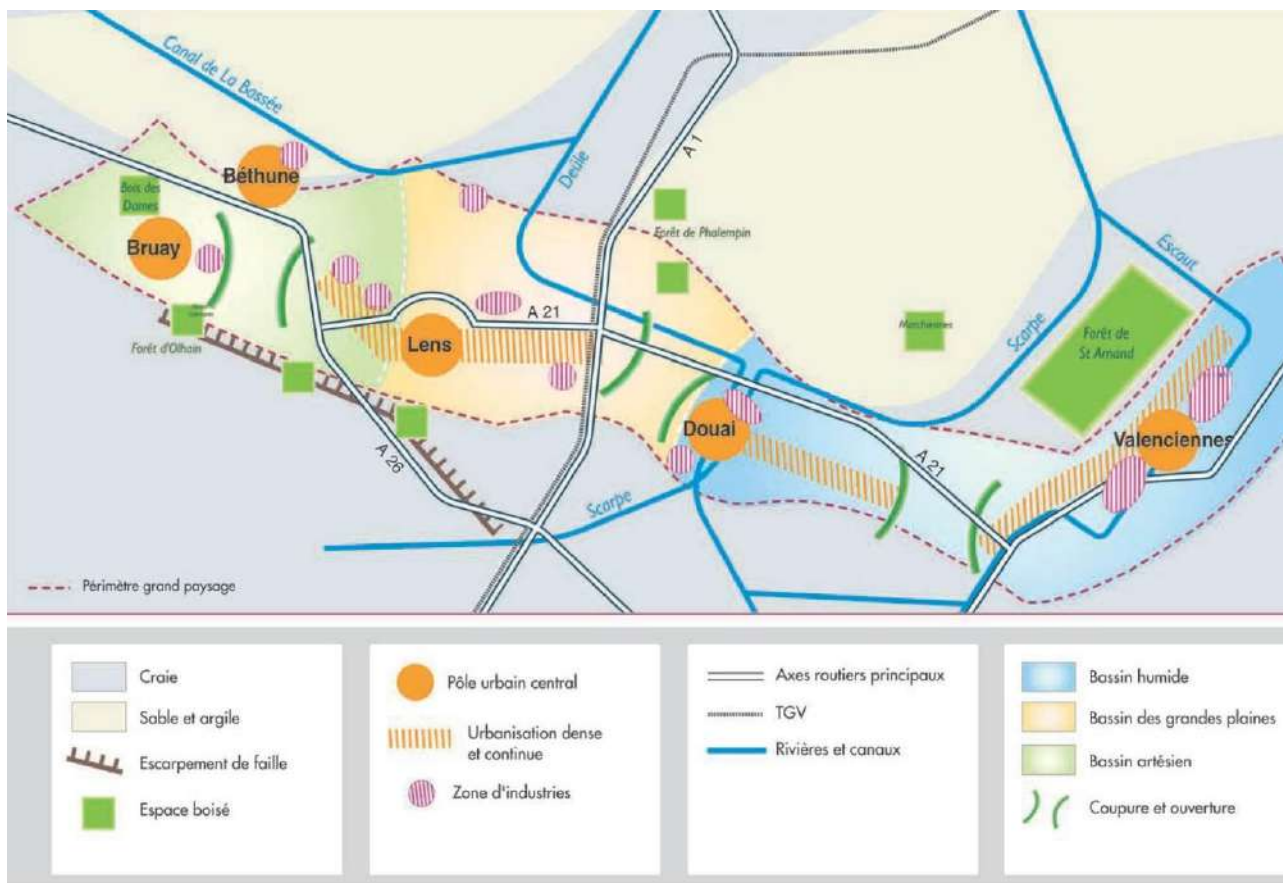 Canal de La Bassée
Béthune
Bois des
Dames
Bruay
Forêt d'Olhain
Lens
A 26
A 21
Deûle
A 1
Forêt de Phalempin
Marchiennes
Scarpe
Escaut
Forêt de
St Amand
Douai
Valenciennes
A 21
Scarpe
Périmètre grand paysage
Craie
Sable et argile
Escarpement de faille
Espace boisé
Pôle urbain central
Urbanisation dense
et continue
Zone d'industries
Axes routiers principaux
TGV
Rivières et canaux
Bassin humide
Bassin des grandes plaines
Bassin artésien
Coupure et ouverture